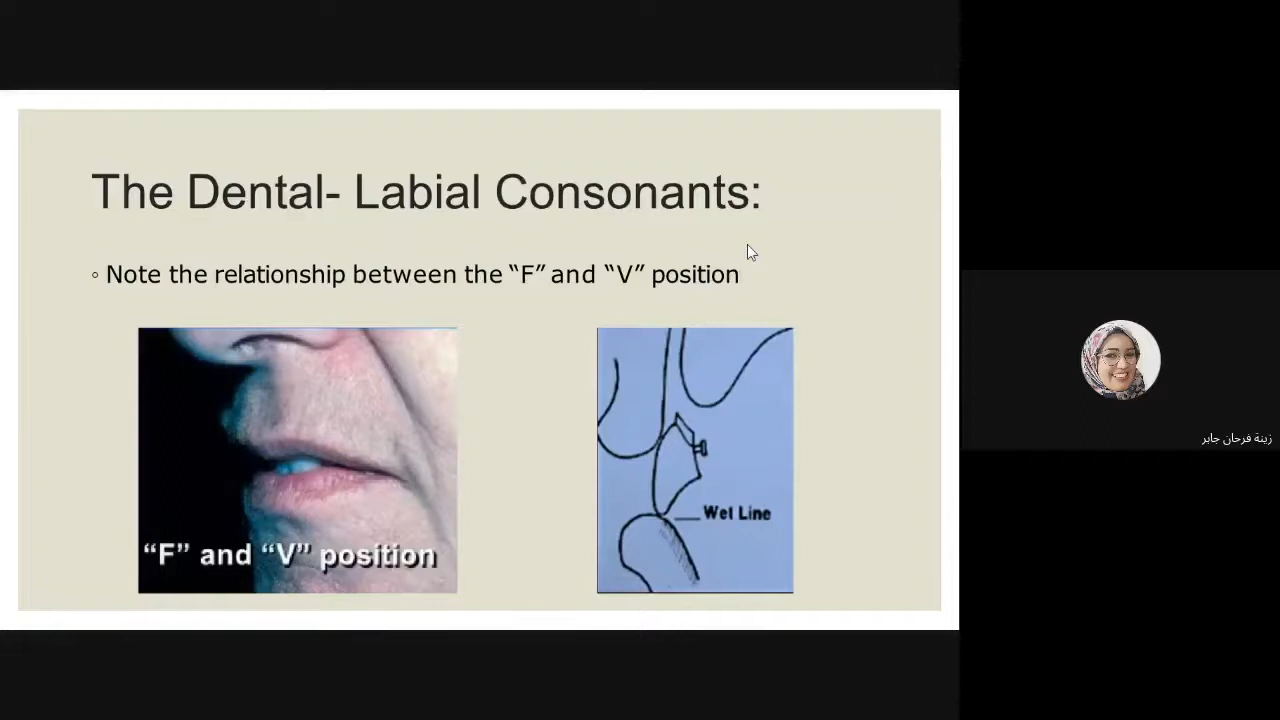 The Dental- Labial Consonants:
◦ Note the relationship between the “F” and “V” position
“F” and “V” position
Wet Line
زينة فرحان جابر